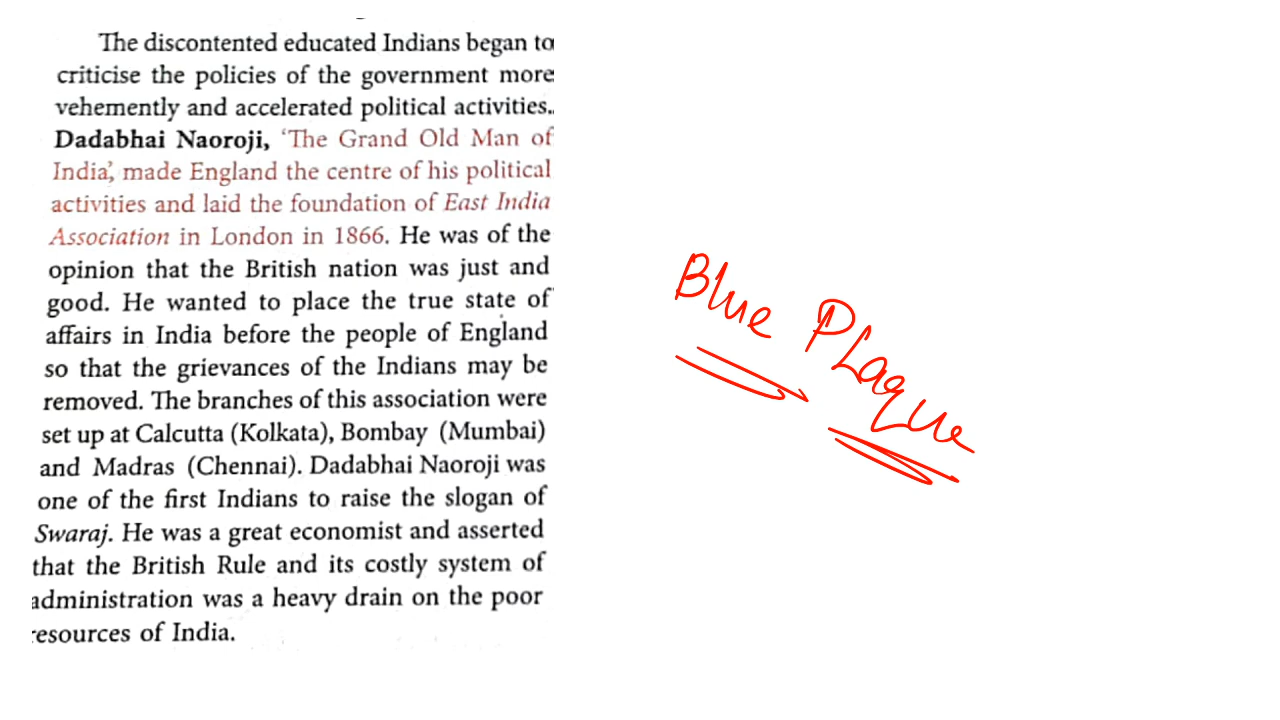 The discontented educated Indians began to
criticise the policies of the government more
vehemently and accelerated political activities..
Dadabhai Naoroji, 'The Grand Old Man of
India', made England the centre of his political
activities and laid the foundation of East India
Association in London in 1866. He was of the
opinion that the British nation was just and
good. He wanted to place the true state of
affairs in India before the people of England
so that the grievances of the Indians may be
removed. The branches of this association were
set up at Calcutta (Kolkata), Bombay (Mumbai)
and Madras (Chennai). Dadabhai Naoroji was
one of the first Indians to raise the slogan of
Swaraj. He was a great economist and asserted
that the British Rule and its costly system of
administration was a heavy drain on the poor
resources of India.
Blue Plaque